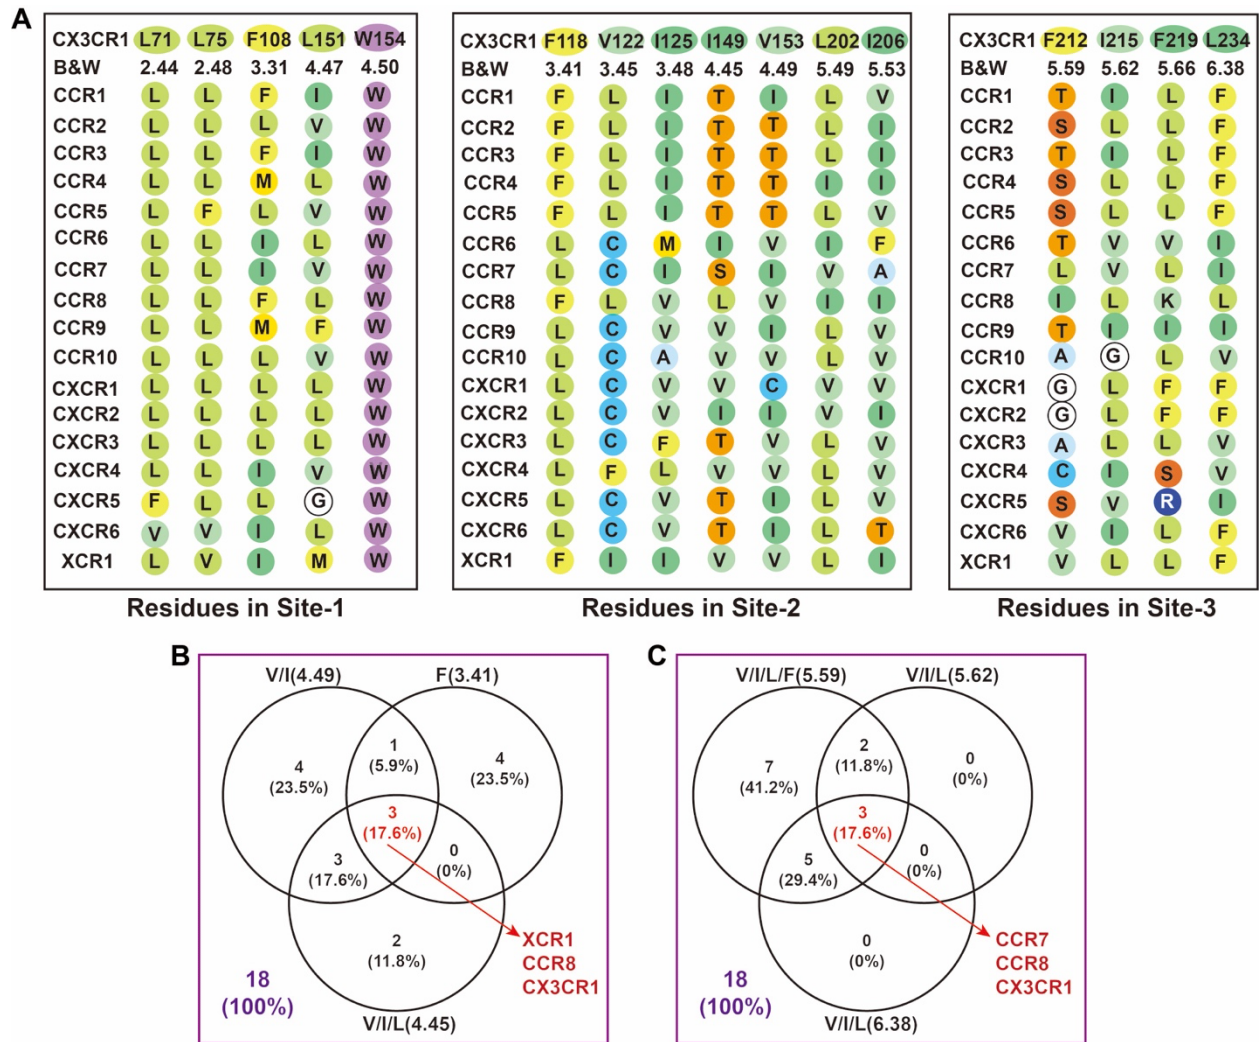 A
CX3CR1 L71 L75 F108 L151 W154
B&W 2.44 2.48 3.31 4.47 4.50
CCR1 L L F I W
CCR2 L L L V W
CCR3 L L F I W
CCR4 L L M L W
CCR5 L F L V W
CCR6 L L I L W
CCR7 L L I V W
CCR8 L L F L W
CCR9 L L M F W
CCR10 L L L V W
CXCR1 L L L L W
CXCR2 L L L L W
CXCR3 L L L L W
CXCR4 L L I V W
CXCR5 F L L G W
CXCR6 V V I L W
XCR1 L V I M W
Residues in Site-1
CX3CR1 F118 V122 I125 I149 V153 L202 I206
B&W 3.41 3.45 3.48 4.45 4.49 5.49 5.53
CCR1 F L I T I L V
CCR2 F L I T T L I
CCR3 F L I T T L I
CCR4 F L I T T I I
CCR5 F L I T T L V
CCR6 L C M I V I F
CCR7 L C I S I V A
CCR8 F L V L V I I
CCR9 L C V V I L V
CCR10 L C A V V L V
CXCR1 L C V V C V V
CXCR2 L C V I I V I
CXCR3 L C F T V L V
CXCR4 L F L V V L V
CXCR5 L C V T I L V
CXCR6 L C V T I L T
XCR1 F I I V V L I
Residues in Site-2
CX3CR1 F212 I215 F219 L234
B&W 5.59 5.62 5.66 6.38
CCR1 T I L F
CCR2 S L L F
CCR3 T I L F
CCR4 S L L F
CCR5 S L L F
CCR6 T V V I
CCR7 L V L I
CCR8 I L K L
CCR9 T I I I
CCR10 A G L V
CXCR1 G L F F
CXCR2 G L F F
CXCR3 A L L V
CXCR4 C I S V
CXCR5 S V R I
CXCR6 V I L F
XCR1 V L L F
Residues in Site-3
B
V/I(4.49) F(3.41)
1
(5.9%)
4
(23.5%)
4
(23.5%)
3
(17.6%)
3
(17.6%)
0
(0%)
2
(11.8%)
XCR1
CCR8
CX3CR1
18
(100%)
V/I/L(4.45)
C
V/I/L/F(5.59) V/I/L(5.62)
2
(11.8%)
7
(41.2%)
0
(0%)
3
(17.6%)
5
(29.4%)
0
(0%)
0
(0%)
CCR7
CCR8
CX3CR1
18
(100%)
V/I/L(6.38)